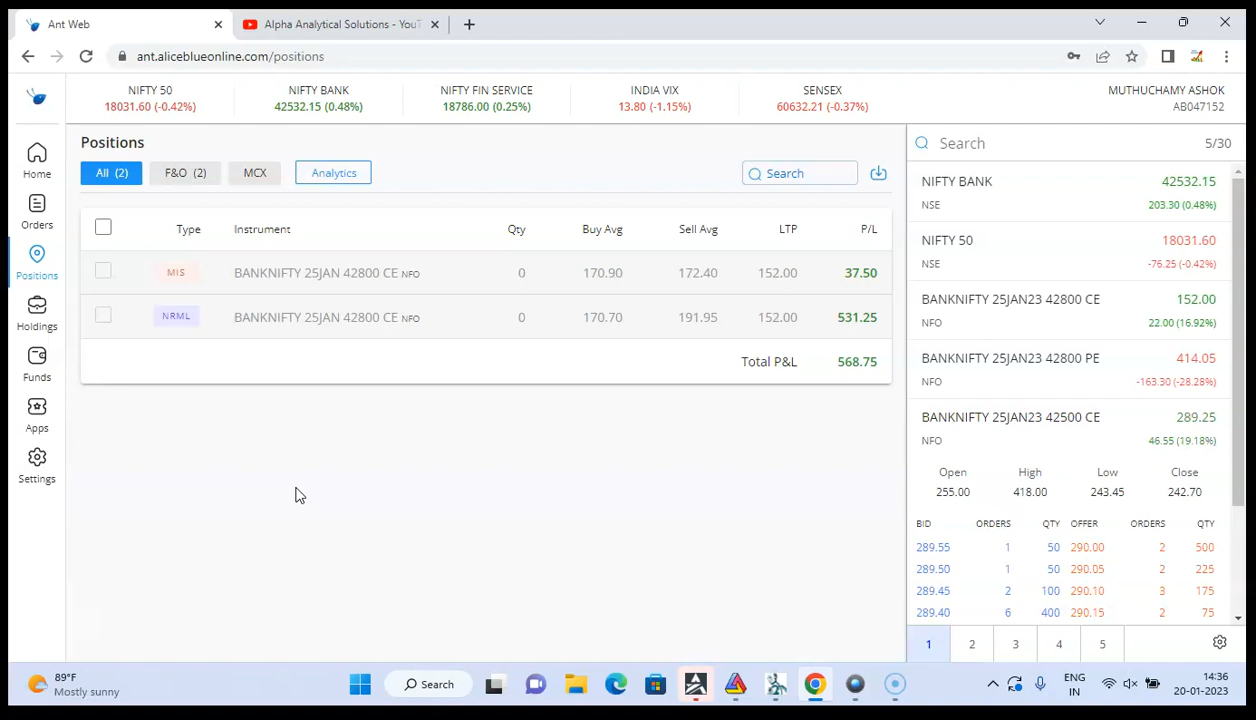 Ant Web
Alpha Analytical Solutions - YouT
ant.aliceblueonline.com/positions
NIFTY 50
18031.60 (-0.42%)
NIFTY BANK
42532.15 (0.48%)
NIFTY FIN SERVICE
18786.00 (0.25%)
INDIA VIX
13.80 (-1.15%)
SENSEX
60632.21 (-0.37%)
MUTHUCHAMY ASHOK
AB047152
Home
Orders
Positions
Holdings
Funds
Apps
Settings
Positions
All (2) F&O (2) MCX Analytics Search
Type Instrument Qty Buy Avg Sell Avg LTP P/L
MIS BANKNIFTY 25JAN 42800 CE NFO 0 170.90 172.40 152.00 37.50
NRML BANKNIFTY 25JAN 42800 CE NFO 0 170.70 191.95 152.00 531.25
Total P&L 568.75
Search 5/30
NIFTY BANK 42532.15
NSE 203.30 (0.48%)
NIFTY 50 18031.60
NSE -76.25 (-0.42%)
BANKNIFTY 25JAN23 42800 CE 152.00
NFO 22.00 (16.92%)
BANKNIFTY 25JAN23 42800 PE 414.05
NFO -163.30 (-28.28%)
BANKNIFTY 25JAN23 42500 CE 289.25
NFO 46.55 (19.18%)
Open High Low Close
255.00 418.00 243.45 242.70
BID ORDERS QTY OFFER ORDERS QTY
289.55 1 50 290.00 2 500
289.50 1 50 290.05 2 225
289.45 2 100 290.10 3 175
289.40 6 400 290.15 2 75
1 2 3 4 5
89°F
Mostly sunny
Search
ENG
IN
14:36
20-01-2023